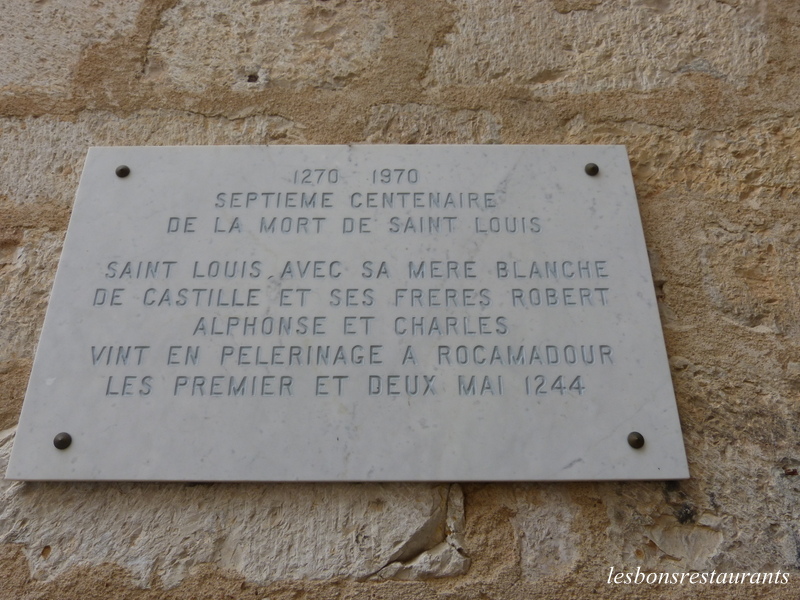 1270 1970
SEPTIEME CENTENAIRE
DE LA MORT DE SAINT LOUIS
SAINT LOUIS, AVEC SA MERE BLANCHE
DE CASTILLE ET SES FRERES ROBERT
ALPHONSE ET CHARLES
VINT EN PELERINAGE A ROCAMADOUR
LES PREMIER ET DEUX MAI 1244
lesbonsrestaurants